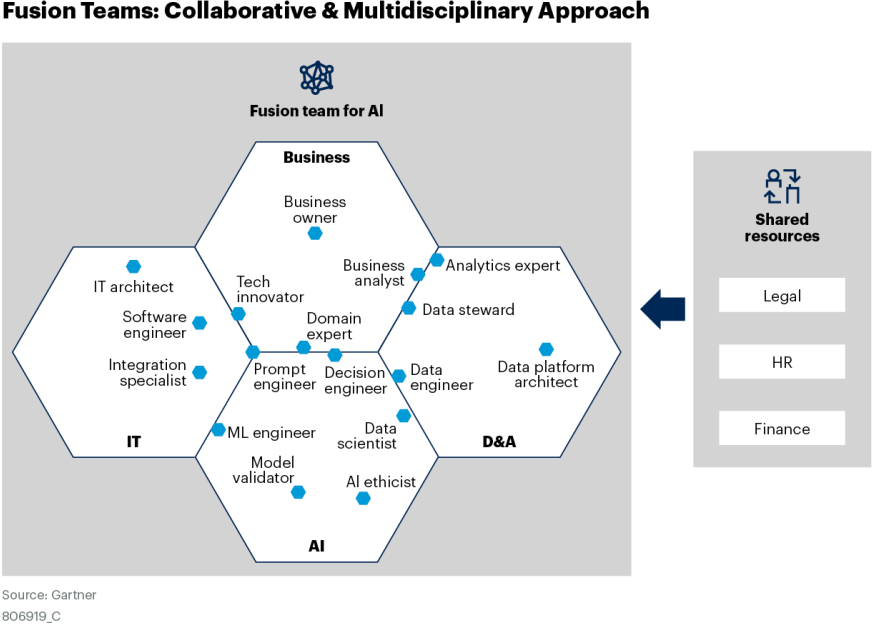 Fusion Teams: Collaborative & Multidisciplinary Approach
Fusion team for AI
Business
Business
owner
IT architect
Tech
innovator
Software
engineer
Integration
specialist
IT
Business
analyst
Analytics expert
Data steward
Domain
expert
Prompt
engineer
Decision
engineer
Data
engineer
Data platform
architect
D&A
ML engineer
Data
scientist
Model
validator
AI ethicist
AI
Shared
resources
Legal
HR
Finance
Source: Gartner
806919_C